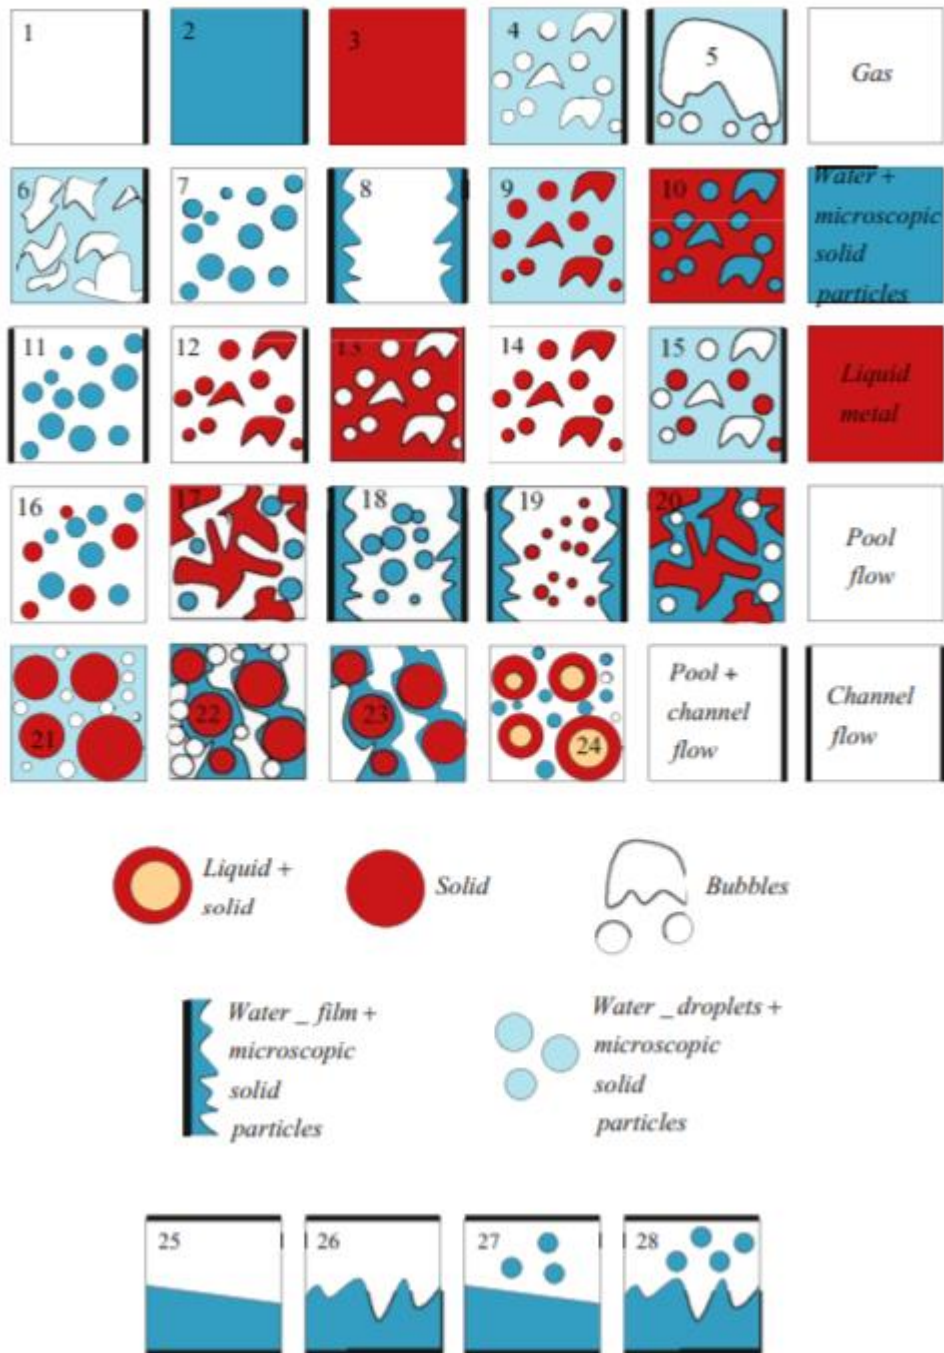 1 2 3 4 5 Gas
6 7 8 9 10 Water +
microscopic
solid
particles
11 12 13 14 15 Liquid
metal
16 17 18 19 20 Pool
flow
21 22 23 24 Pool +
channel
flow
Channel
flow
Liquid +
solid
Solid
Bubbles
Water _ film +
microscopic
solid
particles
Water _ droplets +
microscopic
solid
particles
25 26 27 28